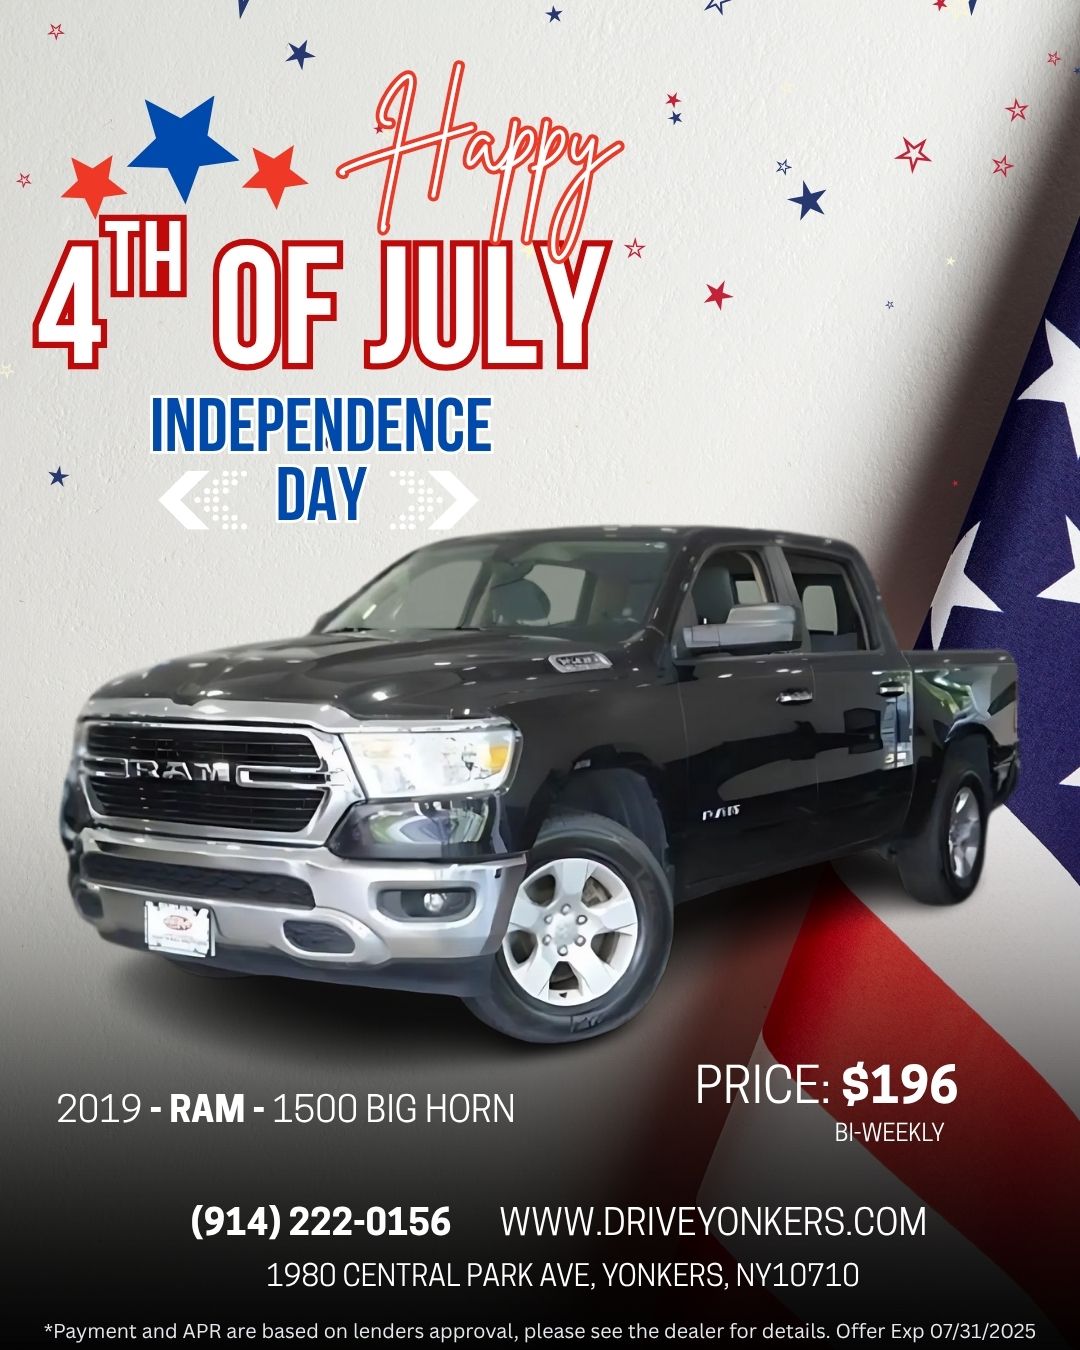 Happy
4TH OF JULY
INDEPENDENCE
DAY
RAM
RAM
2019 - RAM - 1500 BIG HORN
PRICE: $196
BI-WEEKLY
(914) 222-0156 WWW.DRIVEYONKERS.COM
1980 CENTRAL PARK AVE, YONKERS, NY10710
*Payment and APR are based on lenders approval, please see the dealer for details. Offer Exp 07/31/2025